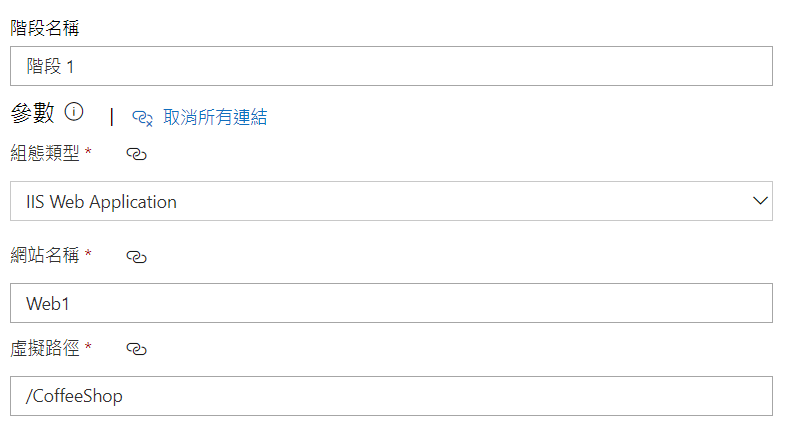 階段名稱
階段 1
參數 | 取消所有連結
組態類型 *
IIS Web Application
網站名稱 *
Web1
虛擬路徑 *
/CoffeeShop